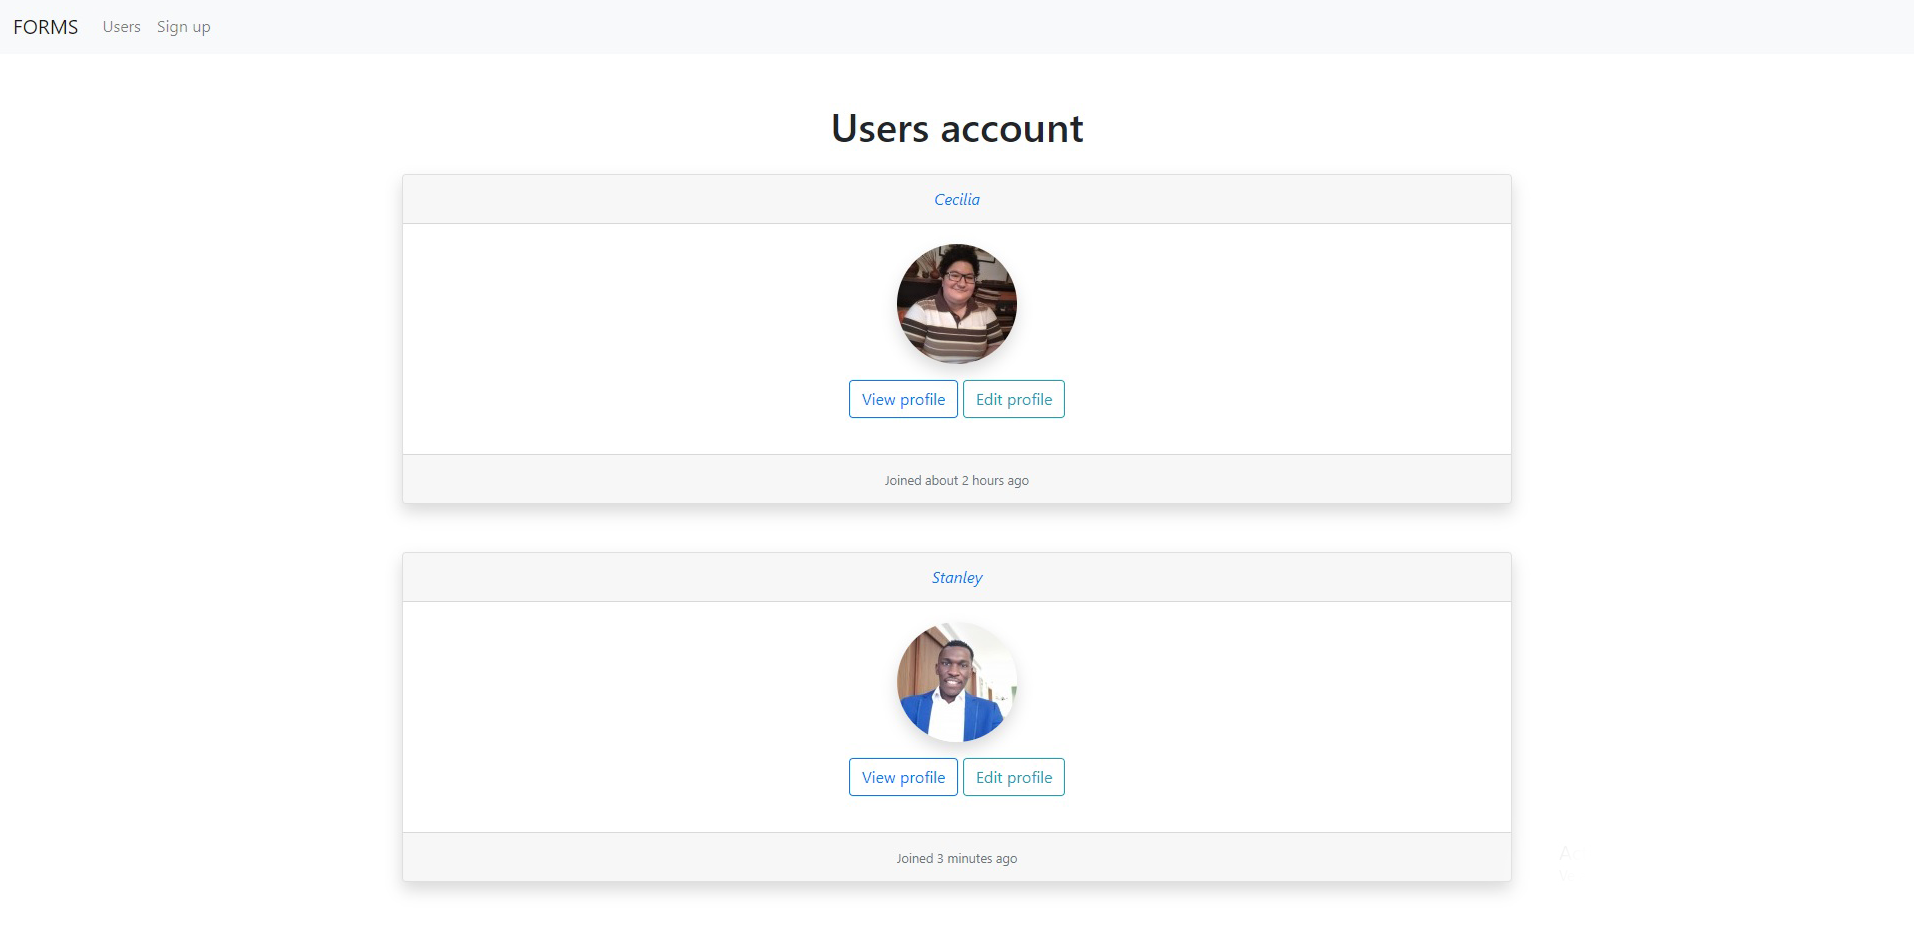 FORMS Users Sign up
Users account
Cecilia
View profile Edit profile
Joined about 2 hours ago
Stanley
View profile Edit profile
Joined 3 minutes ago